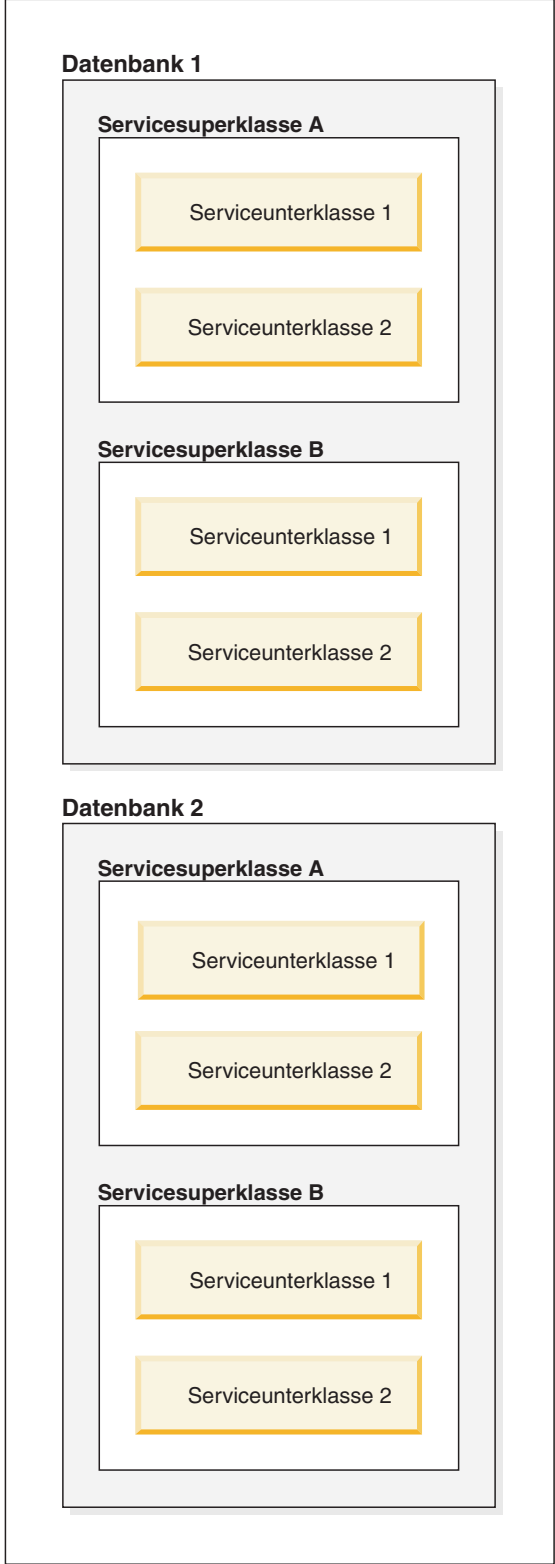 Datenbank 1
Servicesuperklasse A
Serviceunterklasse 1
Serviceunterklasse 2
Servicesuperklasse B
Serviceunterklasse 1
Serviceunterklasse 2
Datenbank 2
Servicesuperklasse A
Serviceunterklasse 1
Serviceunterklasse 2
Servicesuperklasse B
Serviceunterklasse 1
Serviceunterklasse 2